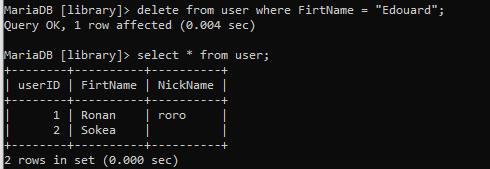 MariaDB [library]> delete from user where FirtName = "Edouard";
Query OK, 1 row affected (0.004 sec)
MariaDB [library]> select * from user;
+--------+----------+----------+
| userID | FirtName | NickName |
+--------+----------+----------+
|      1 | Ronan    | roro     |
|      2 | Sokea    |          |
+--------+----------+----------+
2 rows in set (0.000 sec)